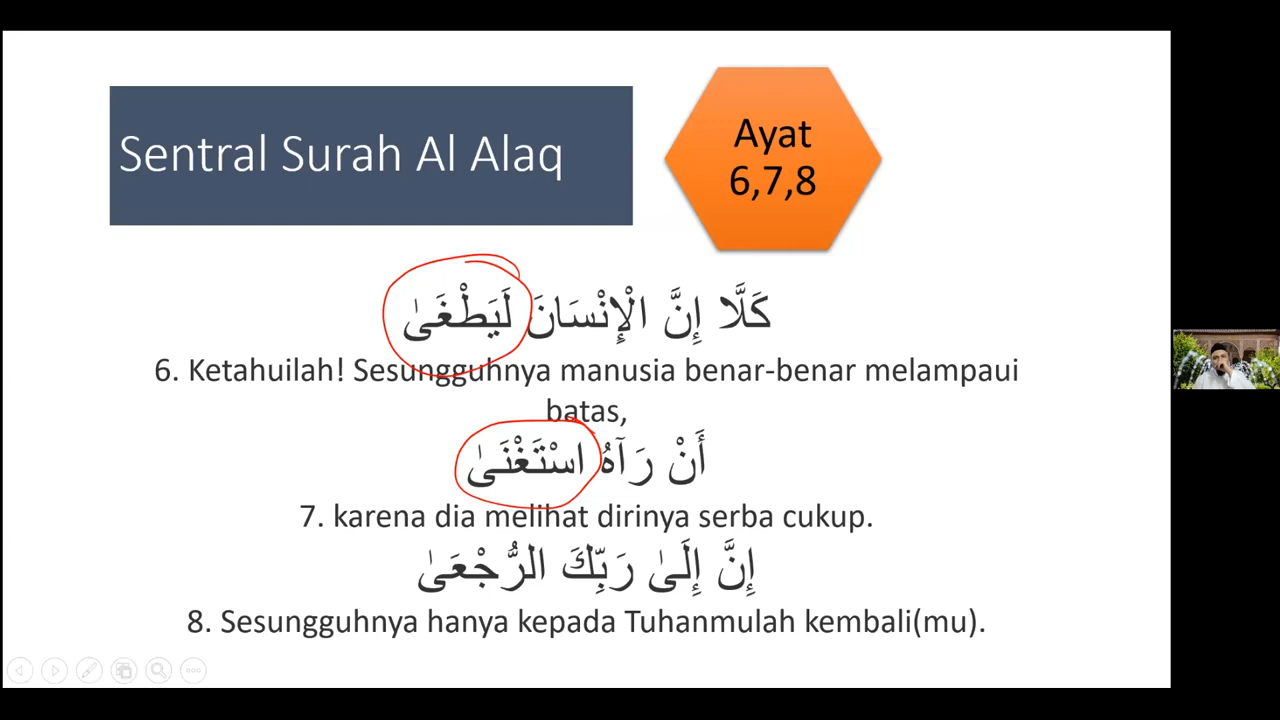 Sentral Surah Al Alaq
Ayat
6,7,8
كَلَّا إِنَّ الْإِنْسَانَ لَيَطْغَىٰ
6. Ketahuilah! Sesungguhnya manusia benar-benar melampaui
batas,
أَنْ رَآهُ اسْتَغْنَىٰ
7. karena dia melihat dirinya serba cukup.
إِنَّ إِلَىٰ رَبِّكَ الرُّجْعَىٰ
8. Sesungguhnya hanya kepada Tuhanmulah kembali(mu).